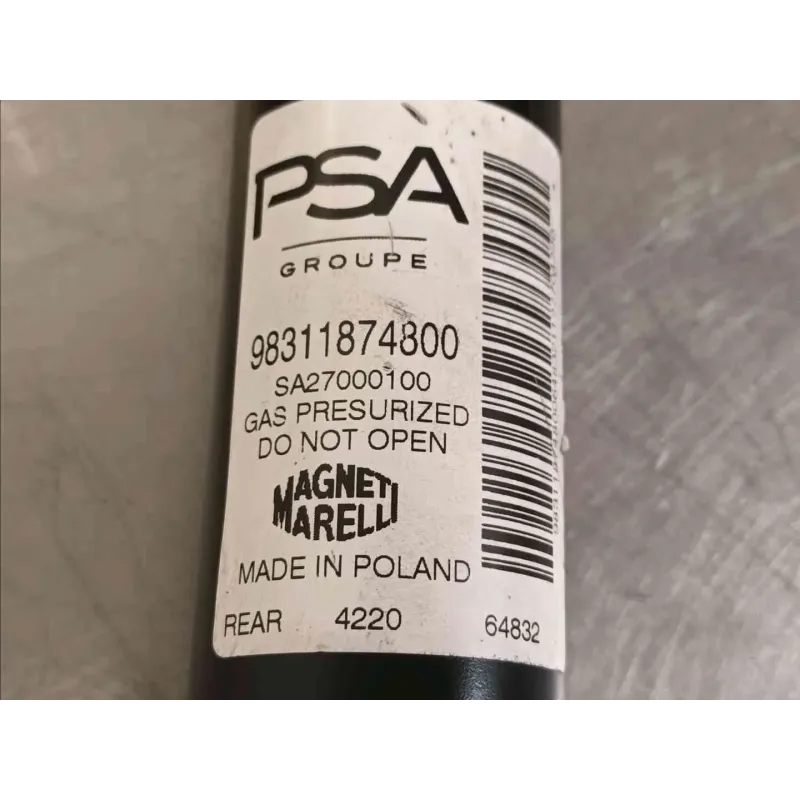 PSA
GROUPE
98311874800
SA27000100
GAS PRESURIZED
DO NOT OPEN
MAGNETI
MARELLI
MADE IN POLAND
REAR 4220 64832